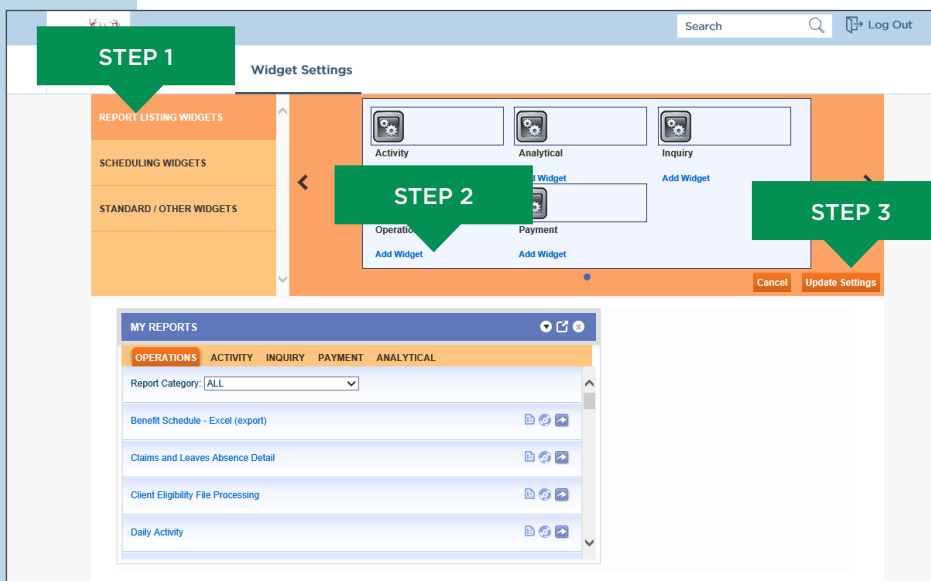 Search
Log Out
STEP 1
Widget Settings
REPORT LISTING WIDGETS
SCHEDULING WIDGETS
STANDARD / OTHER WIDGETS
Activity
Analytical
Inquiry
Widget
Add Widget
STEP 2
STEP 3
Payment
Add Widget
Add Widget
Cancel
Update Settings
MY REPORTS
OPERATIONS ACTIVITY INQUIRY PAYMENT ANALYTICAL
Report Category: ALL
Benefit Schedule - Excel (export)
Claims and Leaves Absence Detail
Client Eligibility File Processing
Daily Activity